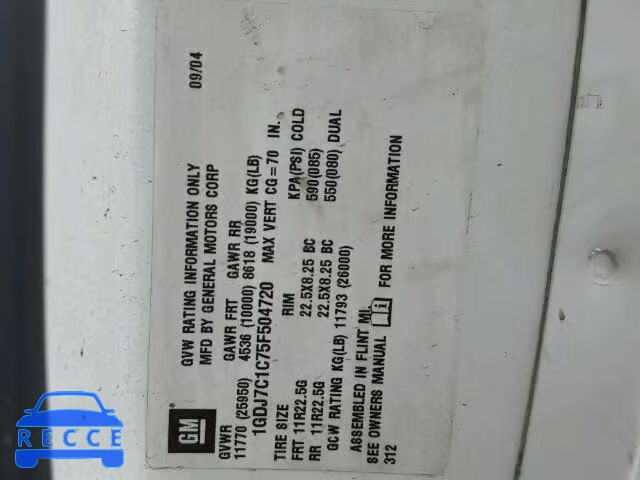 GM
GVW RATING INFORMATION ONLY
MFD BY GENERAL MOTORS CORP 09/04
GVWR GAWR FRT GAWR RR
11770 (25950) 4536 (10000) 8618 (19000) KG(LB)
1GDJ7C1C75F504720 MAX VERT CG=70 IN.
TIRE SIZE RIM KPA(PSI) COLD
FRT 11R22.5G 22.5X8.25 BC 590(085)
RR 11R22.5G 22.5X8.25 BC 550(080) DUAL
GCW RATING KG(LB) 11793 (26000)
ASSEMBLED IN FLINT MI.
SEE OWNERS MANUAL FOR MORE INFORMATION
312